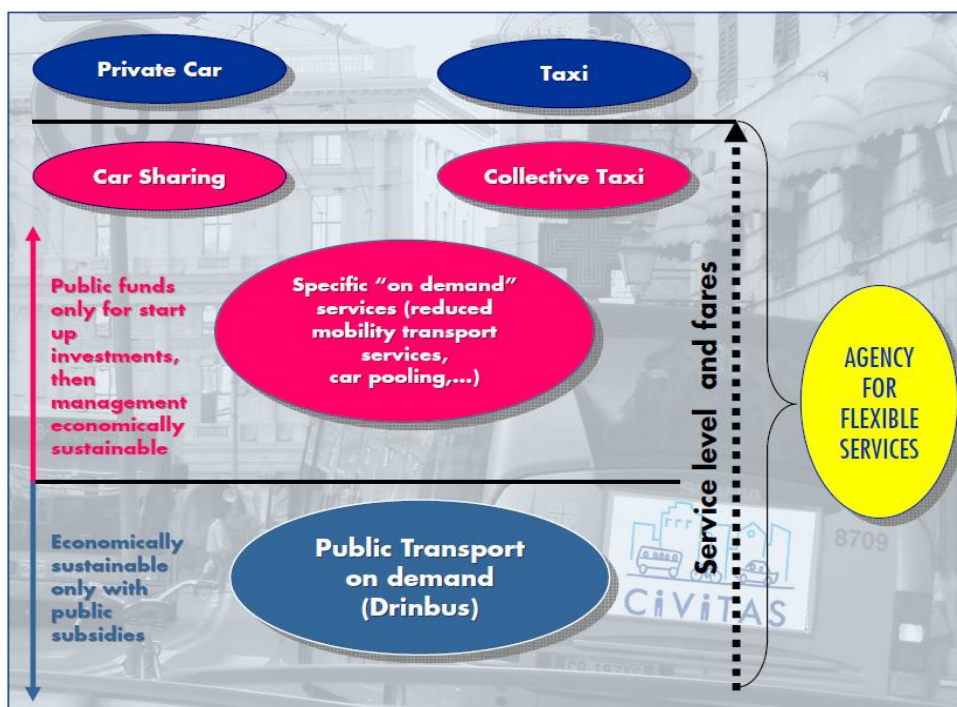 Private Car
Taxi
Car Sharing
Collective Taxi
Public funds
only for start
up
investments,
then
management
economically
sustainable
Specific “on demand”
services (reduced
mobility transport
services,
car pooling,...)
Service level and fares
AGENCY
FOR
FLEXIBLE
SERVICES
Economically
sustainable
only with
public
subsidies
Public Transport
on demand
(Drinbus)
8709
CiViTAS